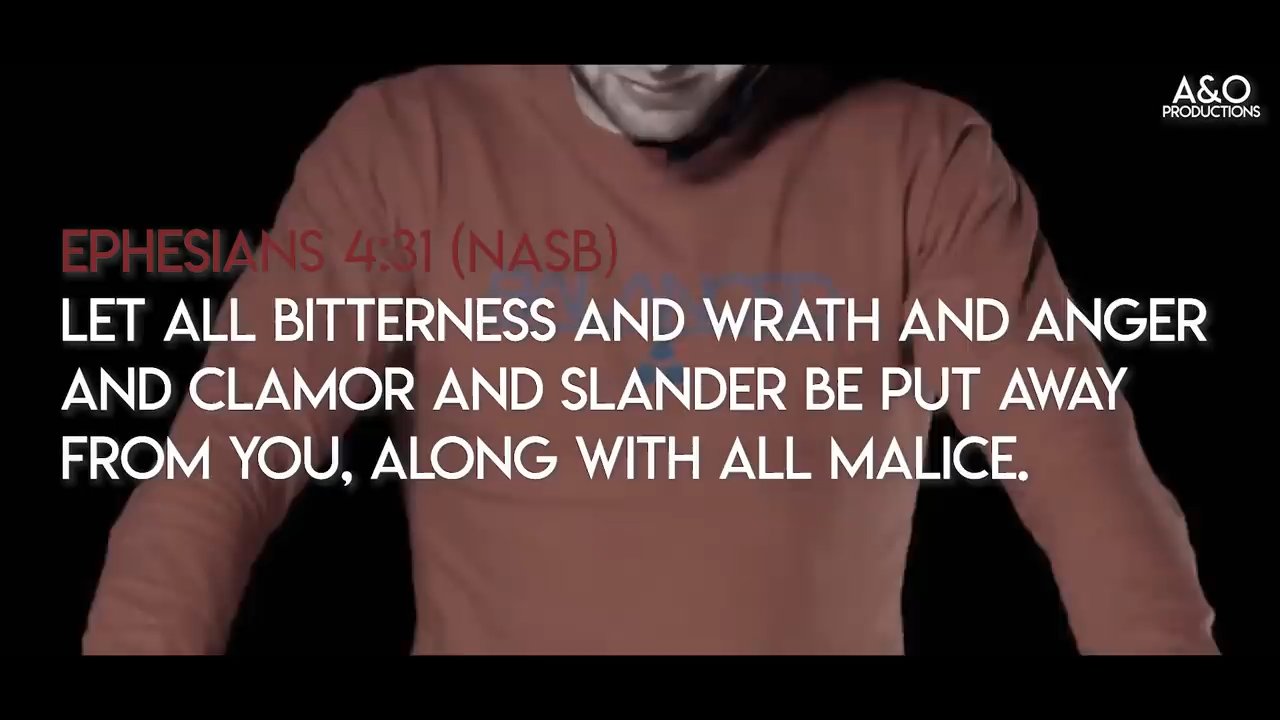 A&O
PRODUCTIONS
EPHESIANS 4:31 (NASB)
LET ALL BITTERNESS AND WRATH AND ANGER
AND CLAMOR AND SLANDER BE PUT AWAY
FROM YOU, ALONG WITH ALL MALICE.